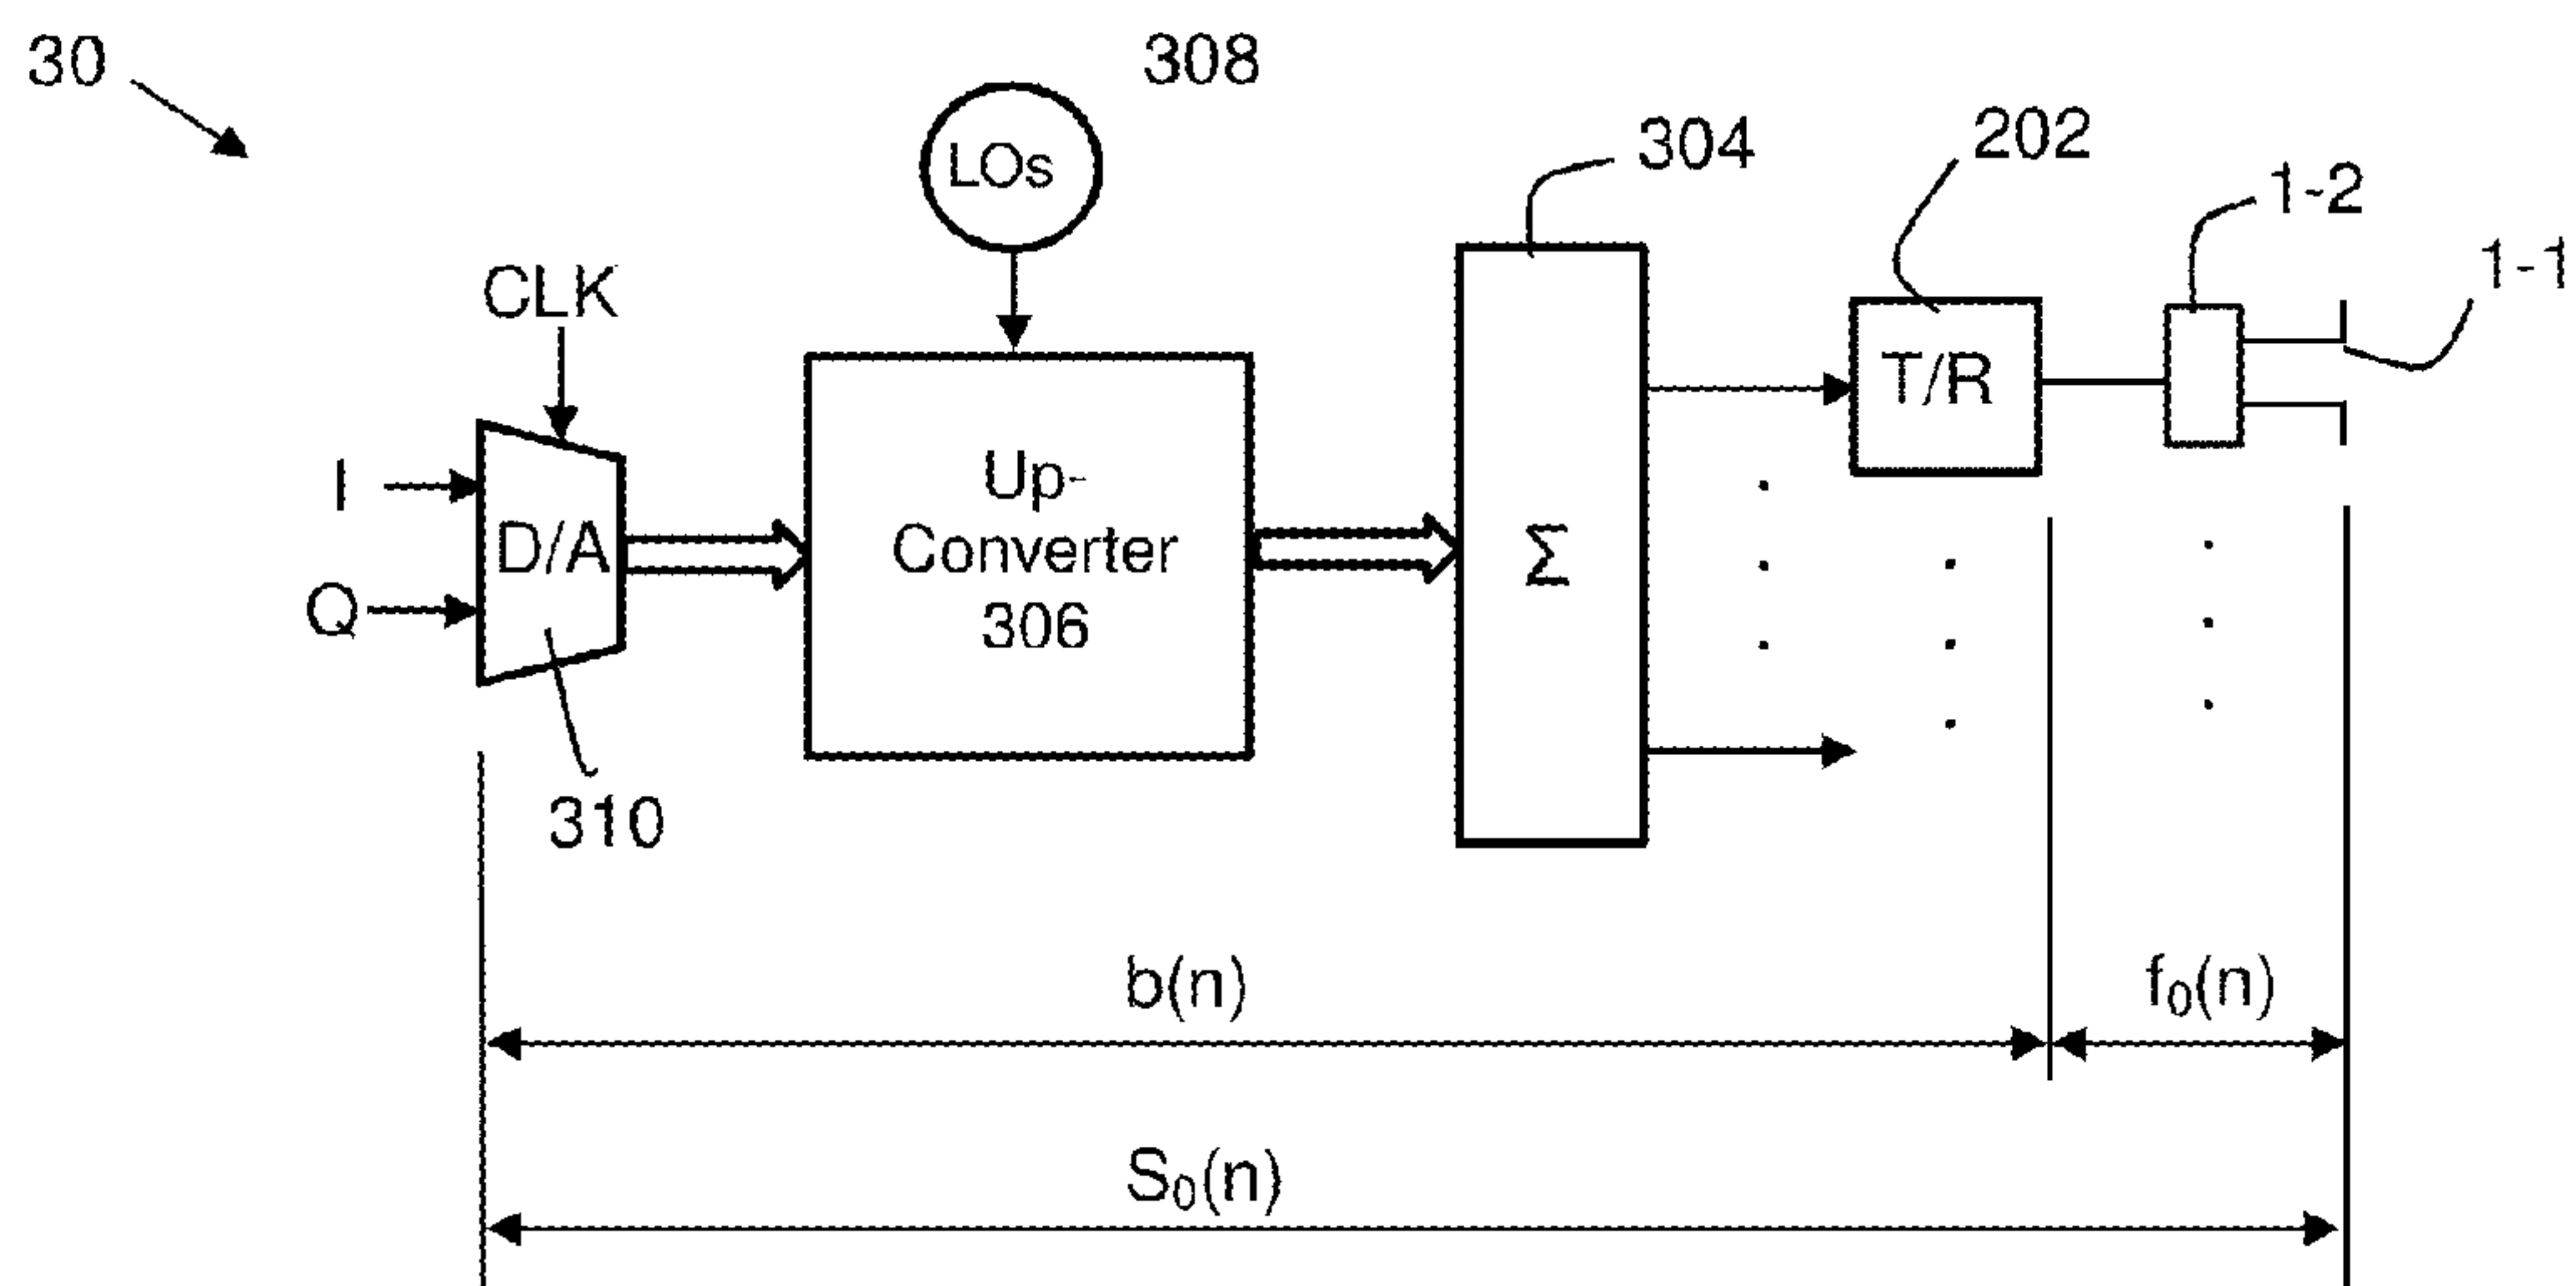 30
308
LOs
304
202
1-2
1-1
CLK
I
Q
D/A
Up-
Converter
306
Σ
T/R
310
b(n)
f₀(n)
S₀(n)